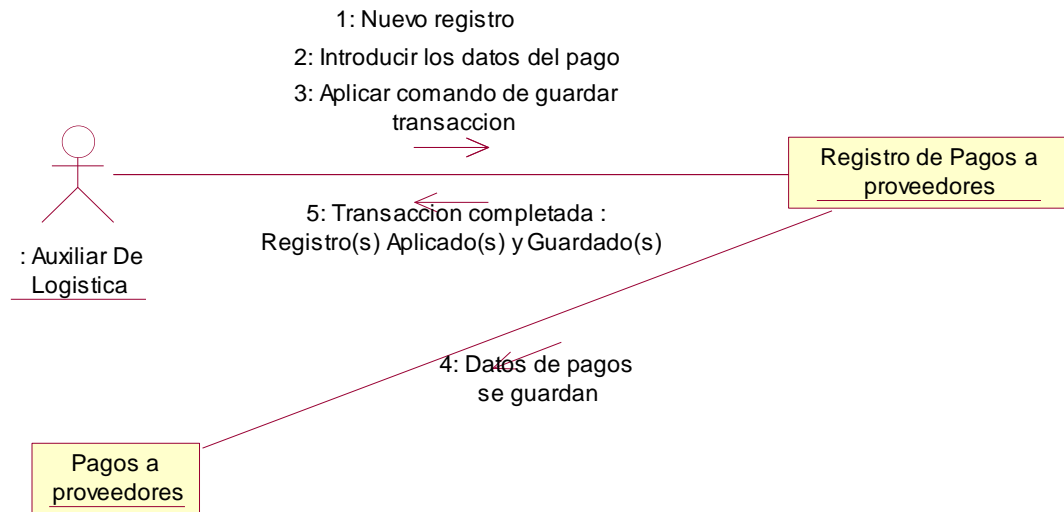 1: Nuevo registro
2: Introducir los datos del pago
3: Aplicar comando de guardar
transaccion
Registro de Pagos a
proveedores
5: Transaccion completada :
Registro(s) Aplicado(s) y Guardado(s)
: Auxiliar De
Logistica
4: Datos de pagos
se guardan
Pagos a
proveedores